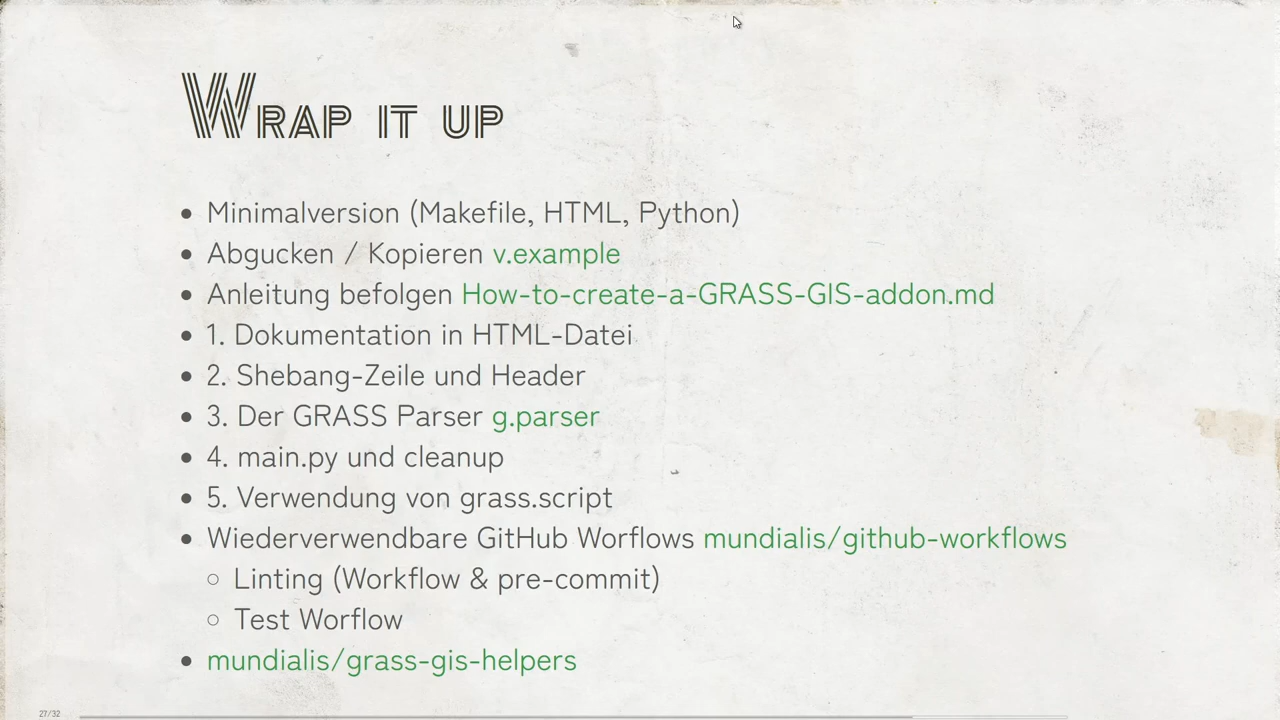 Wrap it up
• Minimalversion (Makefile, HTML, Python)
• Abgucken / Kopieren v.example
• Anleitung befolgen How-to-create-a-GRASS-GIS-addon.md
• 1. Dokumentation in HTML-Datei
• 2. Shebang-Zeile und Header
• 3. Der GRASS Parser g.parser
• 4. main.py und cleanup
• 5. Verwendung von grass.script
• Wiederverwendbare GitHub Worflows mundialis/github-workflows
○ Linting (Workflow & pre-commit)
○ Test Worflow
• mundialis/grass-gis-helpers
27/32